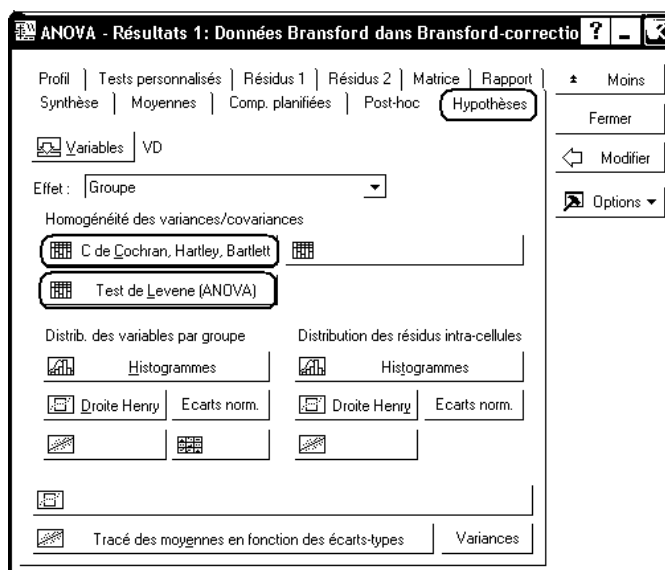 ANOVA - Résultats 1: Données Bransford dans Bransford-correctio ? _
Profil Tests personnalisés Résidus 1 Résidus 2 Matrice Rapport
Synthèse Moyennes Comp. planifiées Post-hoc Hypothèses
Moins
Fermer
Modifier
Options
Variables VD
Effet : Groupe
Homogénéité des variances/covariances
C de Cochran, Hartley, Bartlett
Test de Levene (ANOVA)
Distrib. des variables par groupe
Histogrammes
Droite Henry Ecarts norm.
Distribution des résidus intra-cellules
Histogrammes
Droite Henry Ecarts norm.
Tracé des moyennes en fonction des écarts-types Variances